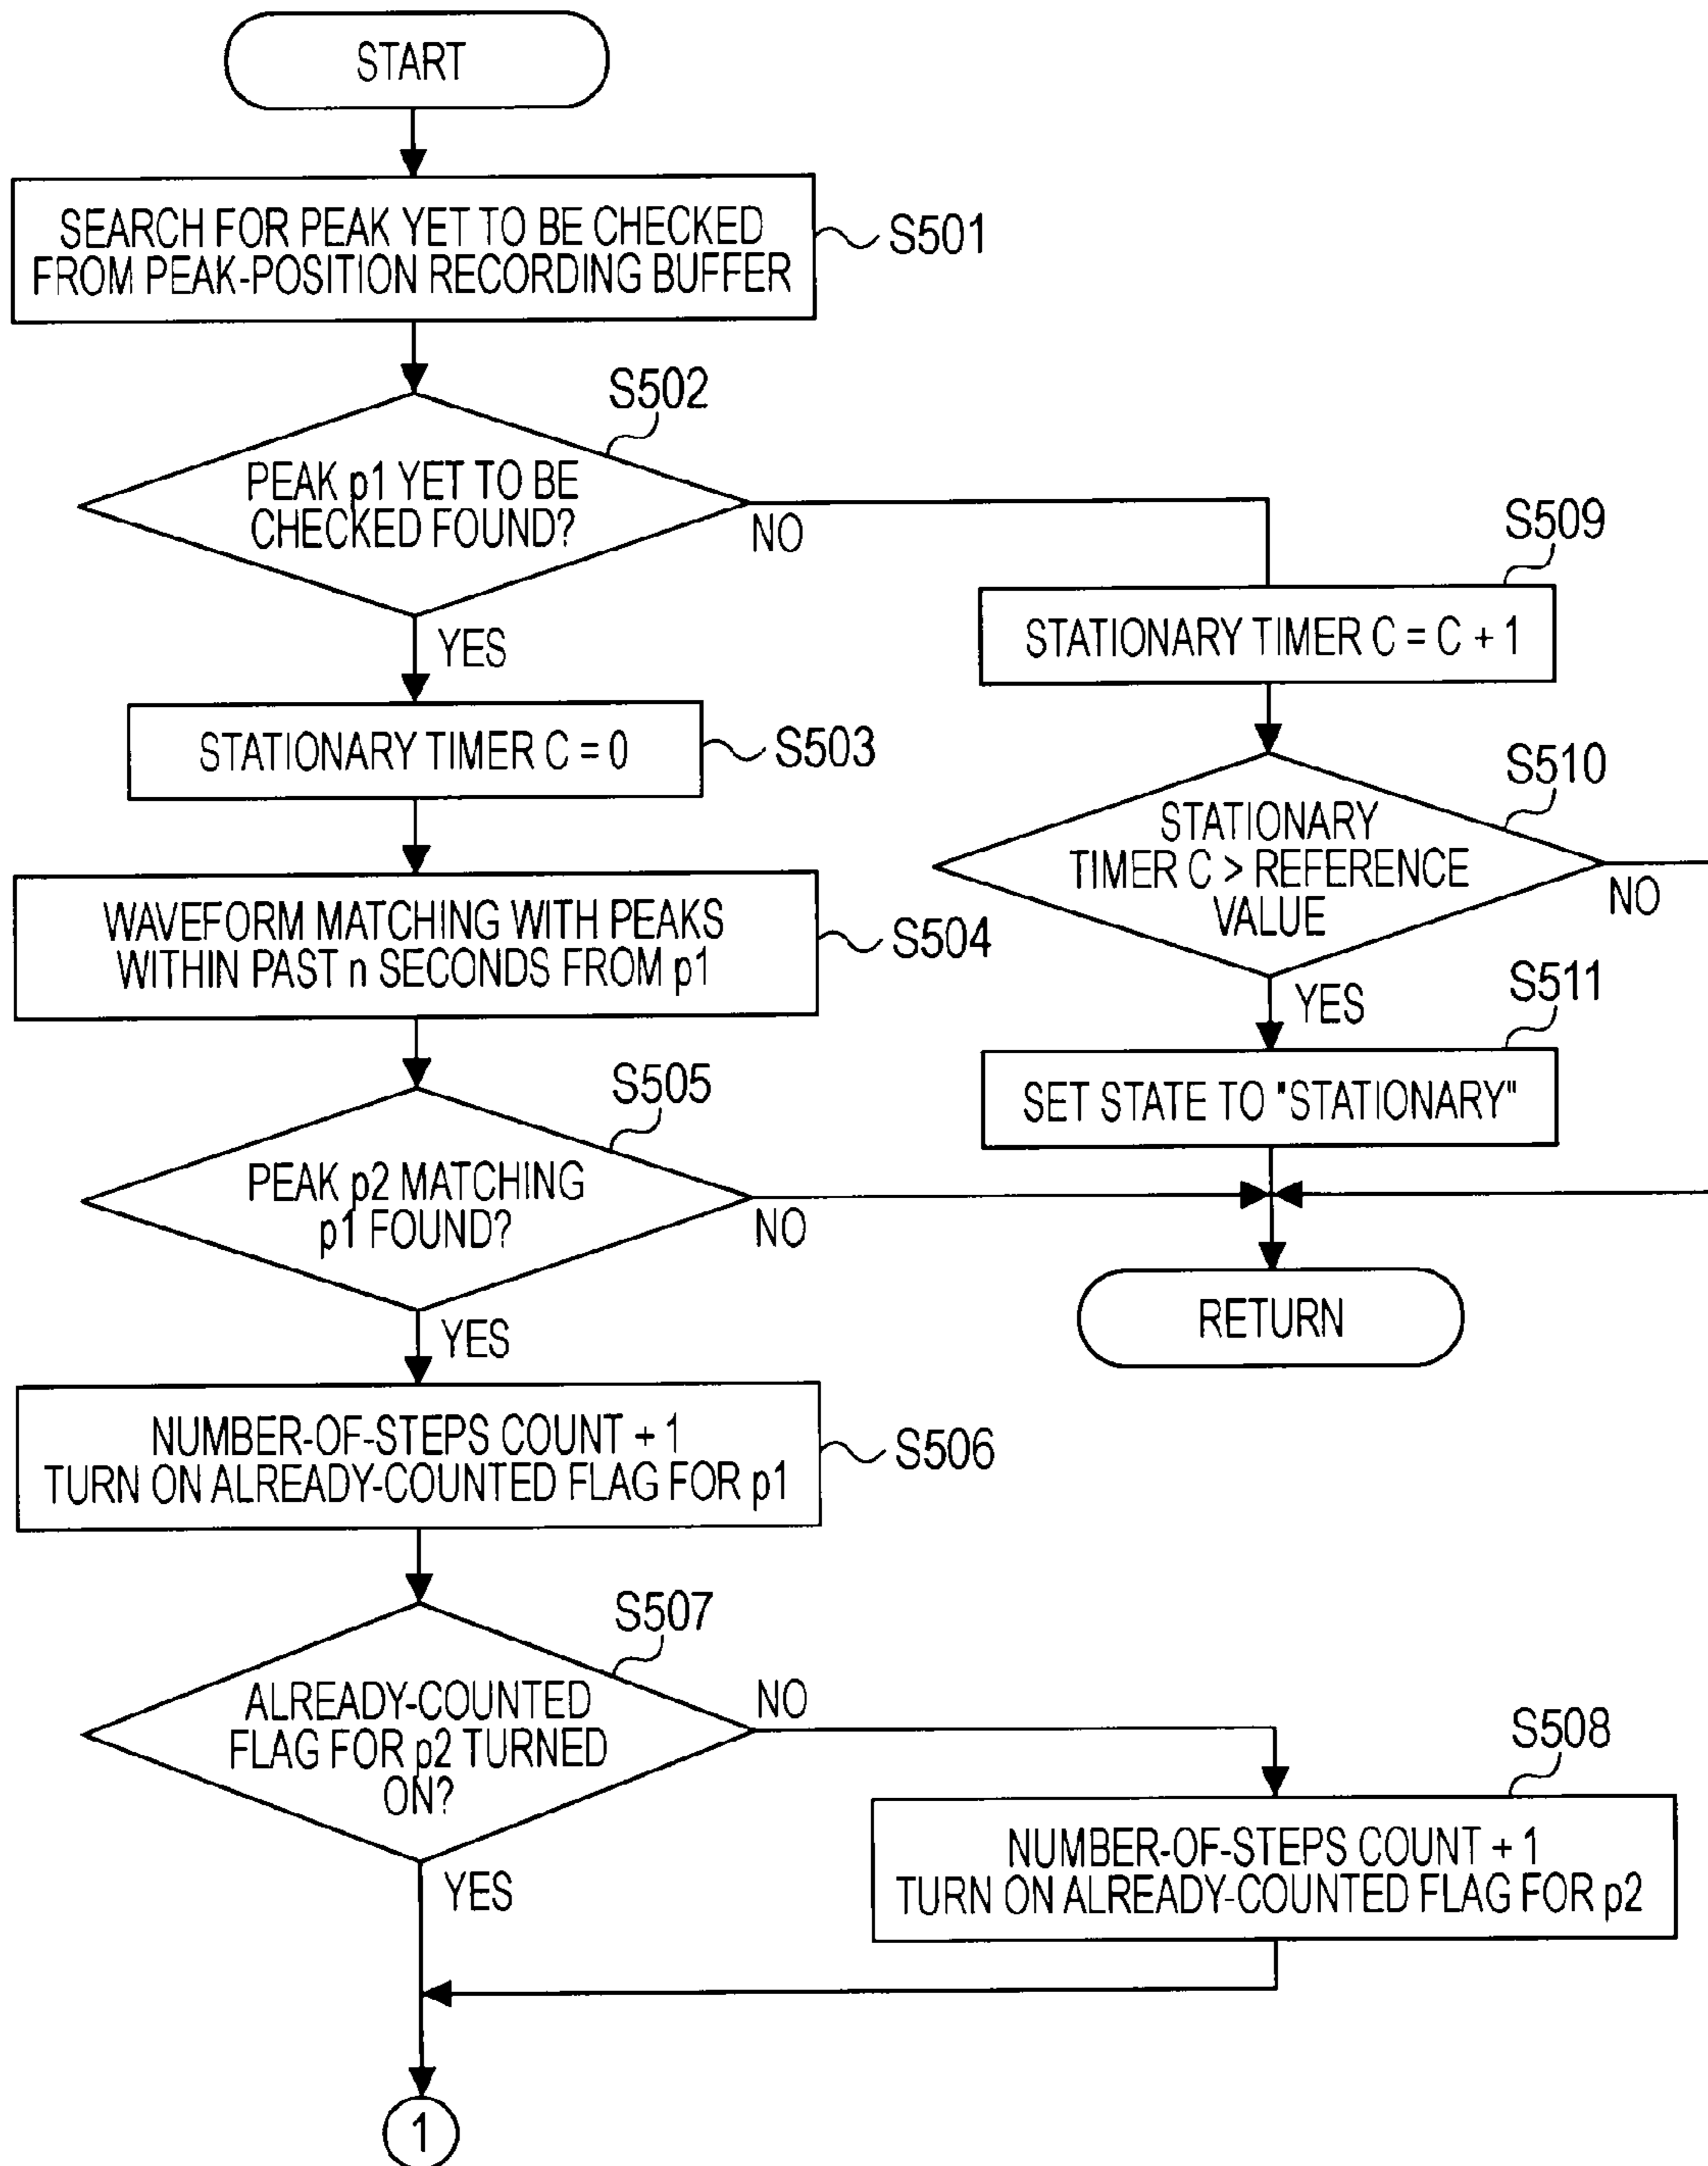 START
SEARCH FOR PEAK YET TO BE CHECKED
FROM PEAK-POSITION RECORDING BUFFER
S501
S502
PEAK p1 YET TO BE
CHECKED FOUND?
NO
YES
S503
STATIONARY TIMER C = 0
S504
WAVEFORM MATCHING WITH PEAKS
WITHIN PAST n SECONDS FROM p1
S505
PEAK p2 MATCHING
p1 FOUND?
NO
YES
NUMBER-OF-STEPS COUNT + 1
TURN ON ALREADY-COUNTED FLAG FOR p1
S506
S507
ALREADY-COUNTED
FLAG FOR p2 TURNED
ON?
NO
YES
S508
NUMBER-OF-STEPS COUNT + 1
TURN ON ALREADY-COUNTED FLAG FOR p2
1
S509
STATIONARY TIMER C = C + 1
S510
STATIONARY
TIMER C > REFERENCE
VALUE
NO
YES
S511
SET STATE TO "STATIONARY"
RETURN